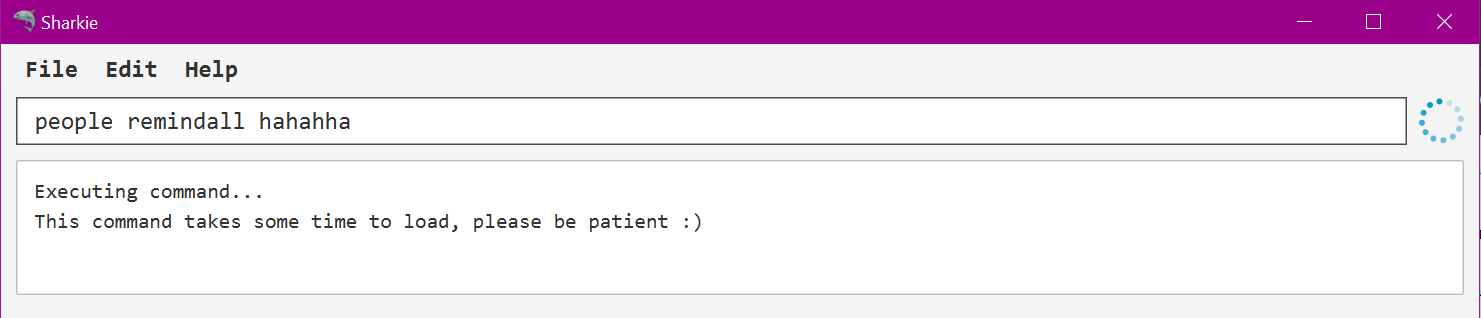 Sharkie
File Edit Help
people remindall hahahha
Executing command...
This command takes some time to load, please be patient :)